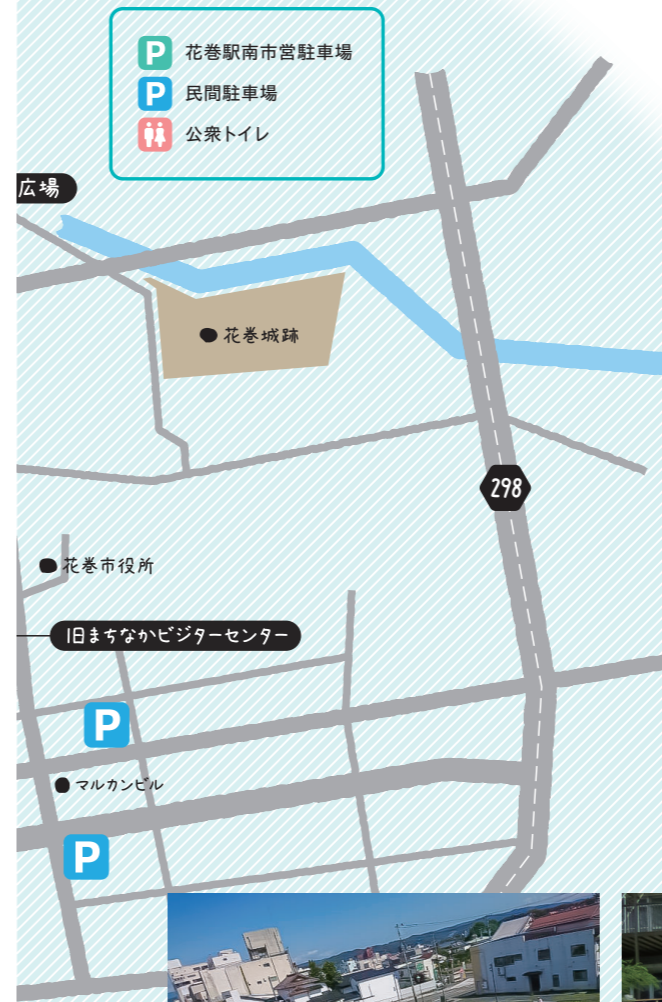 P 花巻駅南市営駐車場
P 民間駐車場
公衆トイレ
広場
花巻城跡
298
花巻市役所
旧まちなかビジターセンター
P
マルカンビル
P